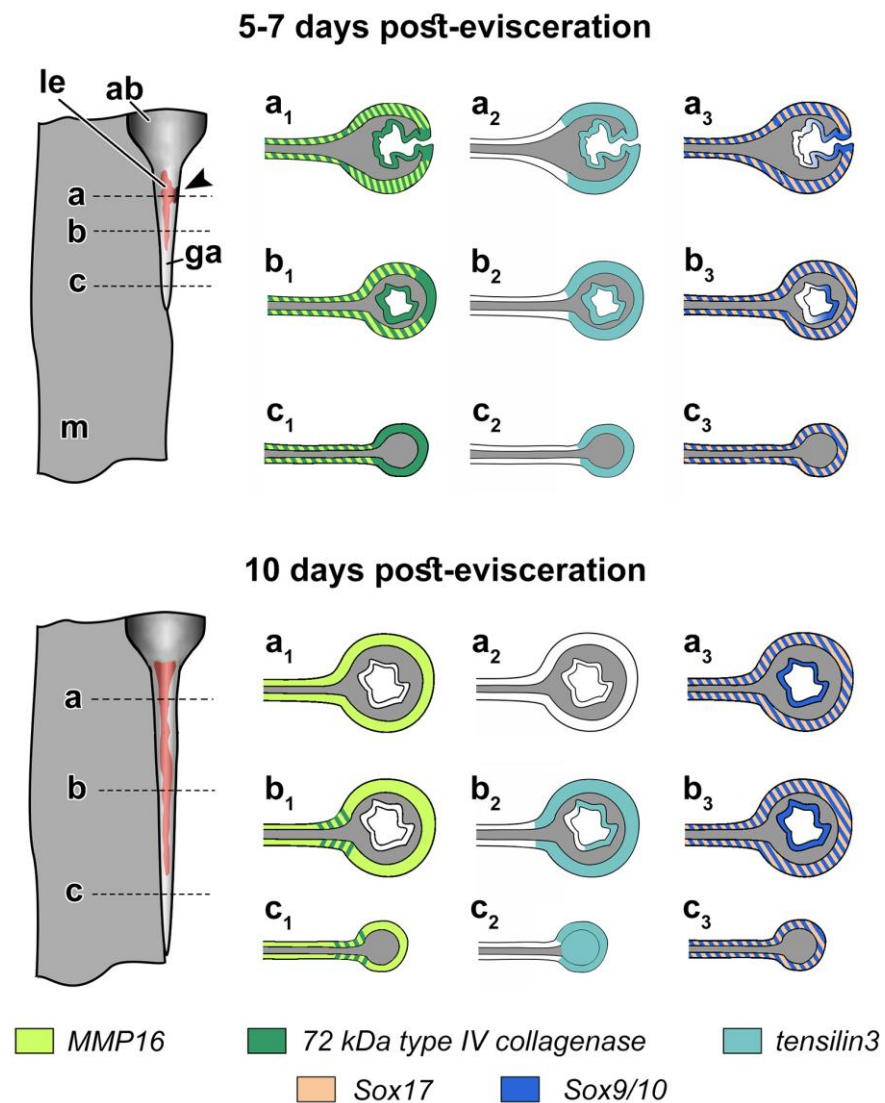 5-7 days post-evisceration
le ab
a₁ a₂ a₃
a
b
b₁ b₂ b₃
ga
c
c₁ c₂ c₃
m
10 days post-evisceration
a₁ a₂ a₃
a
b₁ b₂ b₃
b
c
c₁ c₂ c₃
MMP16 72 kDa type IV collagenase tensilin3
Sox17 Sox9/10